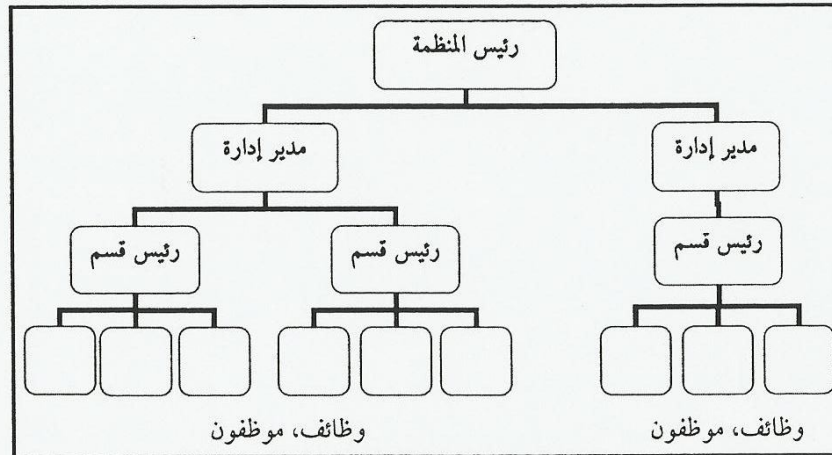 رئيس المنظمة
مدير إدارة
مدير إدارة
رئيس قسم
رئيس قسم
رئيس قسم
وظائف، موظفون
وظائف، موظفون